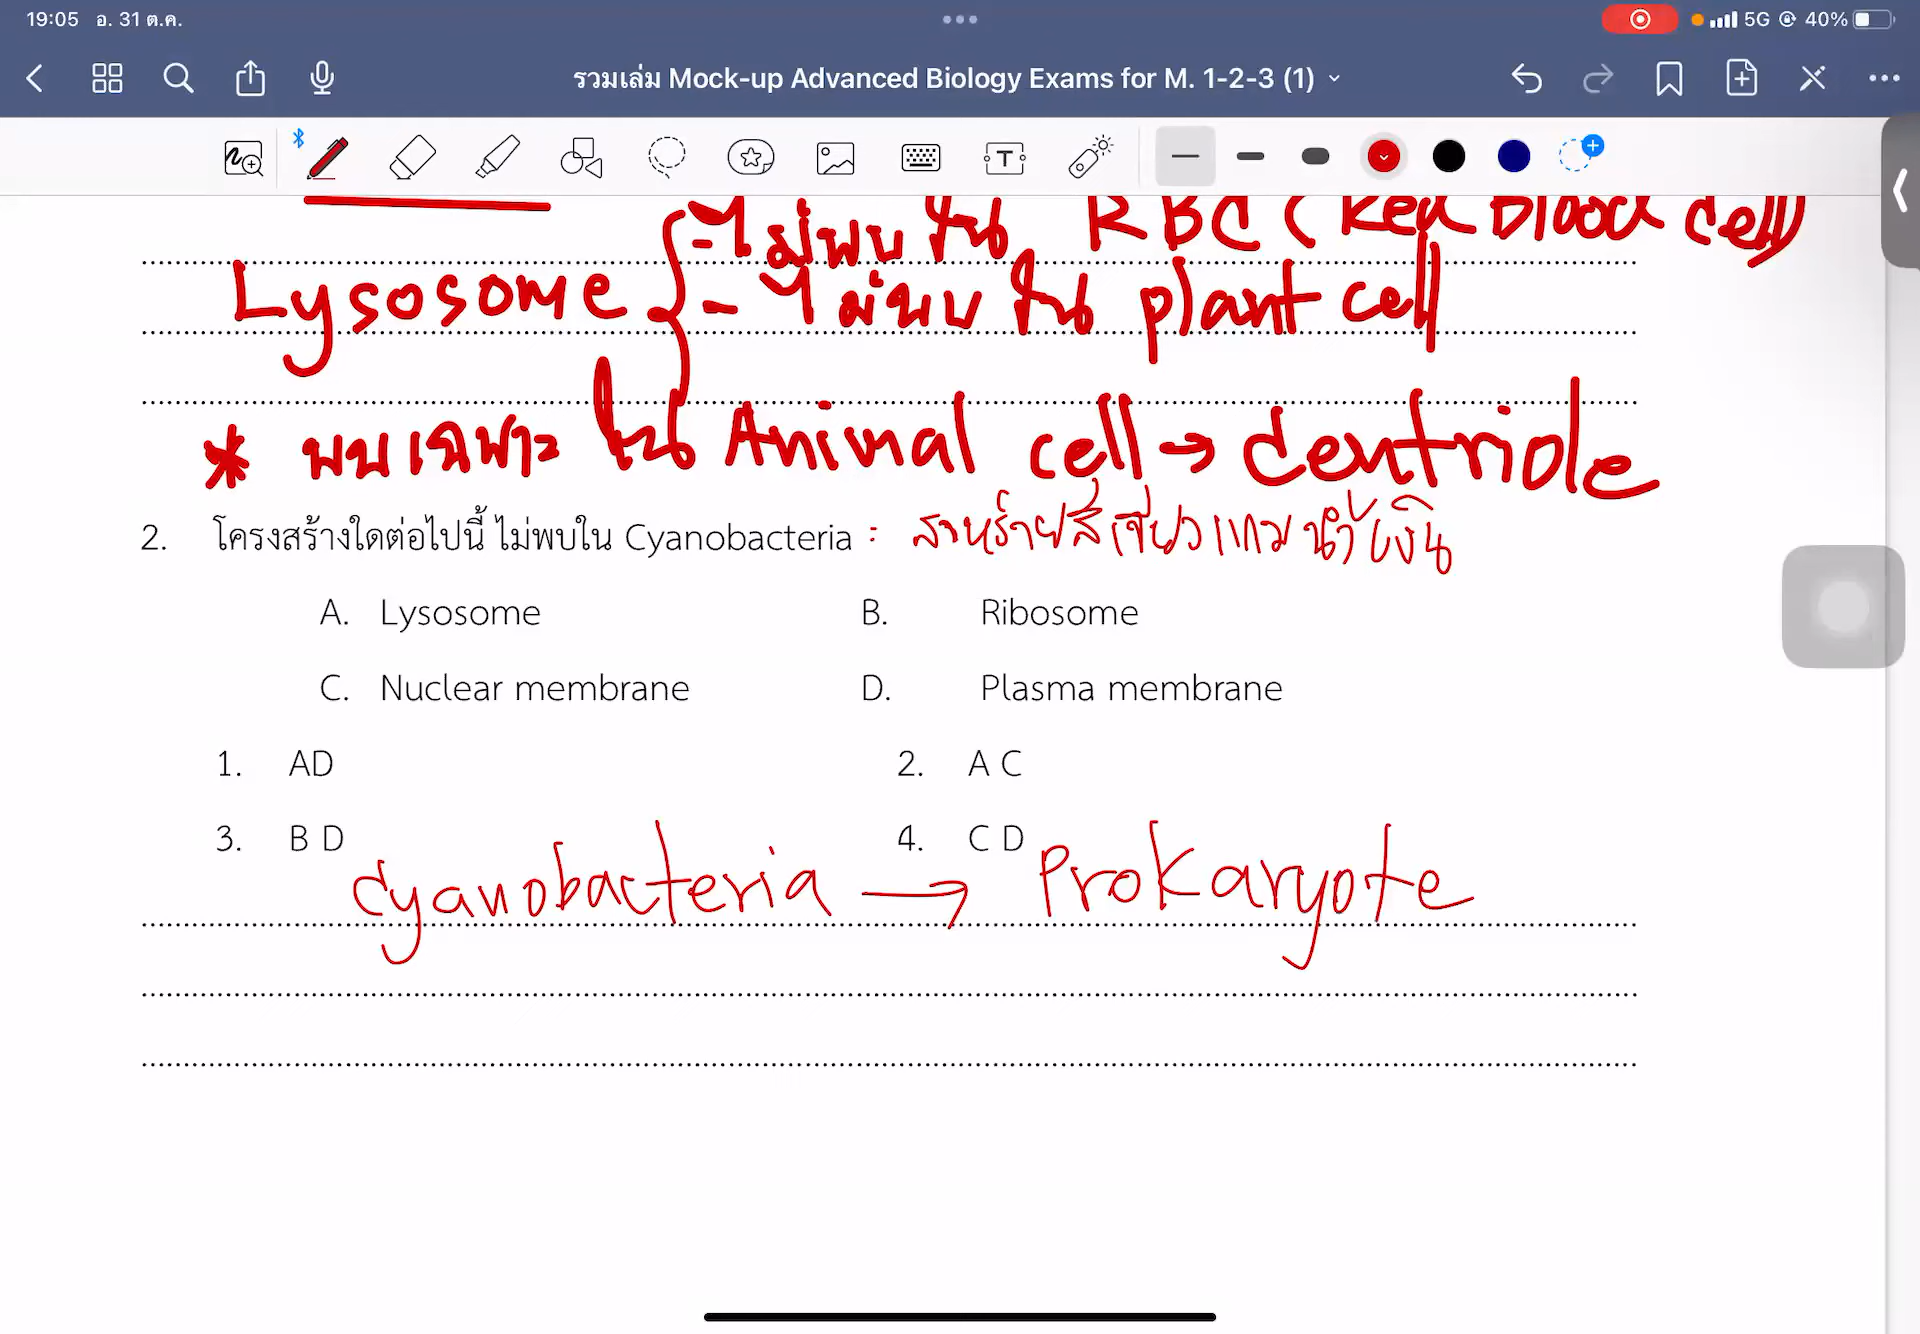 19:05 อ. 31 ต.ค.
5G 40%
รวมเล่ม Mock-up Advanced Biology Exams for M. 1-2-3 (1)
- ไม่พบใน RBC (Red Blood cell)
Lysosome
- ไม่พบใน plant cell
* พบเฉพาะใน Animal cell → centriole
2. โครงสร้างใดต่อไปนี้ ไม่พบใน Cyanobacteria : สาหร่ายสีเขียวแกมน้ำเงิน
A. Lysosome B. Ribosome
C. Nuclear membrane D. Plasma membrane
1. AD 2. A C
3. B D 4. C D
Cyanobacteria → Prokaryote